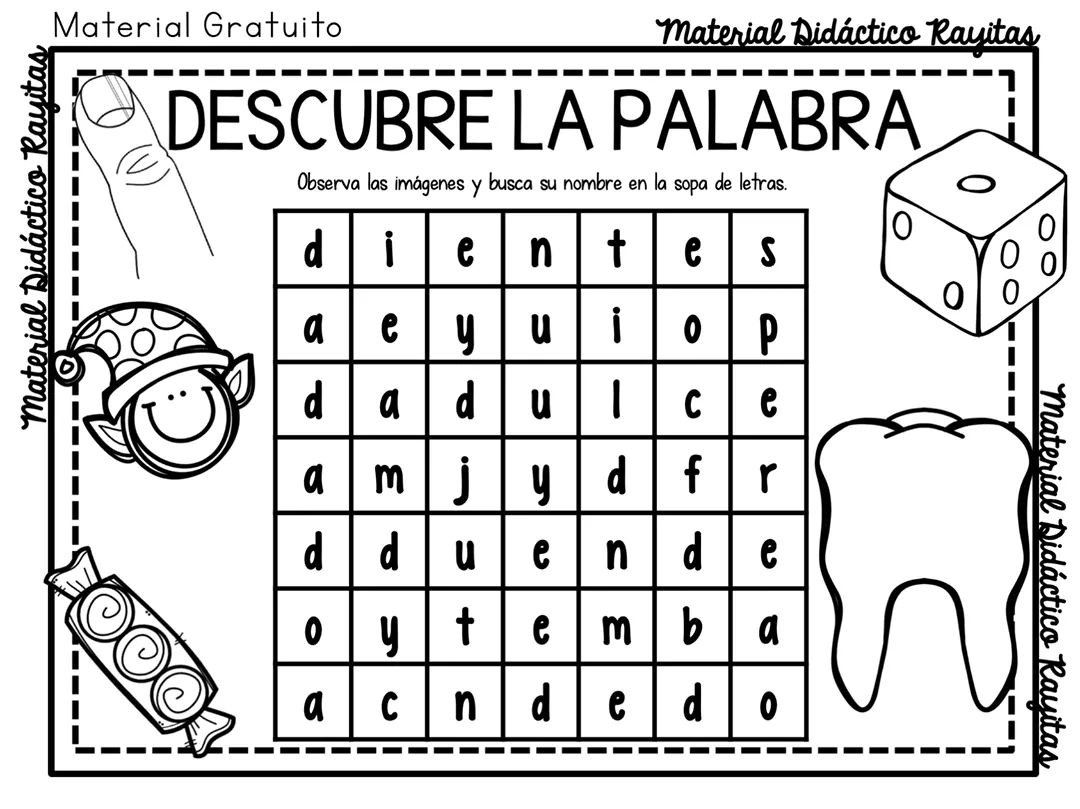 Material Gratuito
Material Didáctico Rayitas
Material Didáctico Rayitas
DESCUBRE LA PALABRA
Observa las imágenes y busca su nombre en la sopa de letras.
d i e n t e s
a e y u i o p
d a d u l c e
a m j y d f r
d d u e n d e
o y t e m b a
a c n d e d o
Material Didáctico Rayitas